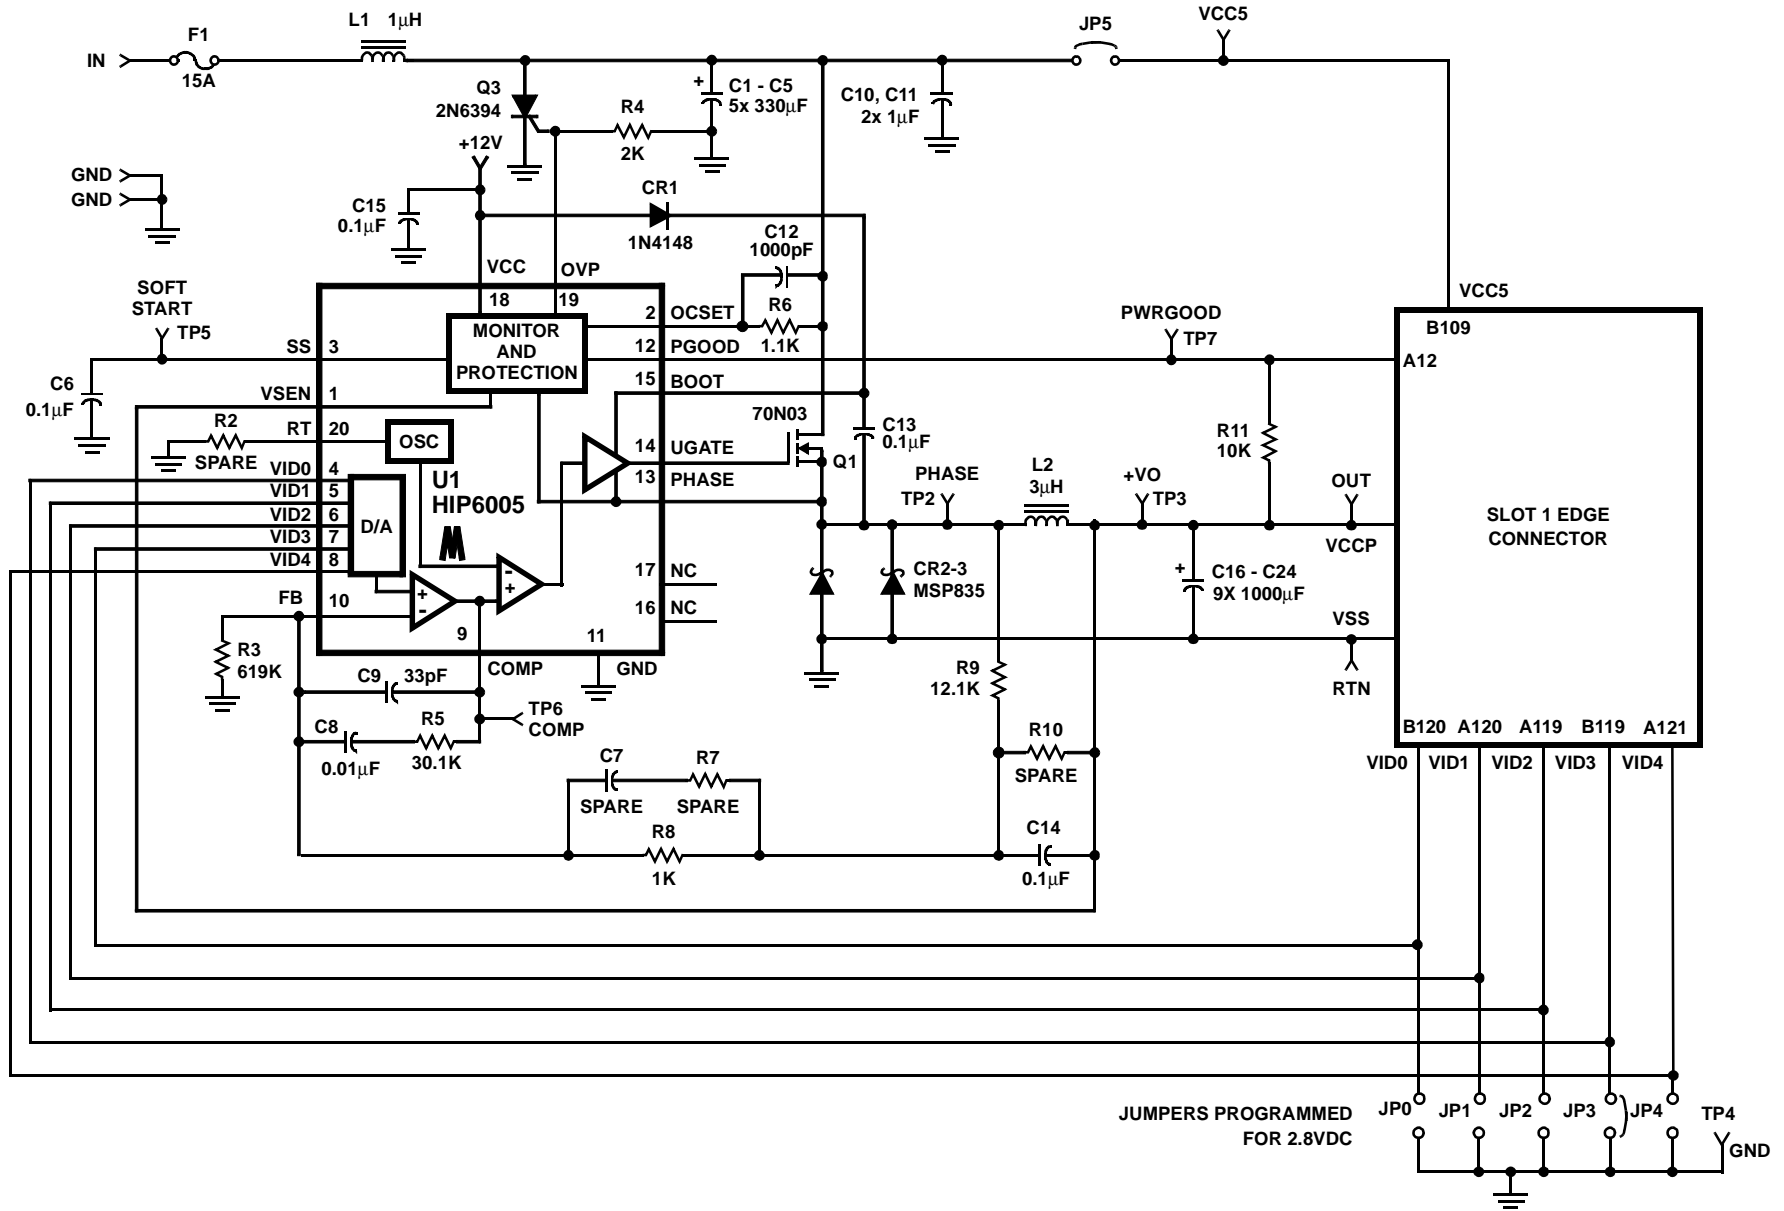 L1 1μH
F1
IN
15A
JP5
VCC5
Q3
2N6394
R4
2K
C1 - C5
5x 330μF
C10, C11
2x 1μF
+12V
GND
GND
C15
0.1μF
CR1
1N4148
C12
1000pF
VCC
OVP
SOFT
START
TP5
18
19
MONITOR
AND
PROTECTION
2
OCSET
R6
1.1K
PWRGOOD
TP7
VCC5
B109
SS
3
12
PGOOD
A12
C6
0.1μF
VSEN
1
15
BOOT
70N03
R2
SPARE
RT
20
OSC
14
UGATE
Q1
C13
0.1μF
R11
10K
VID0
4
VID1
5
VID2
6
VID3
7
VID4
8
D/A
U1
HIP6005
13
PHASE
PHASE
TP2
L2
3μH
+VO
TP3
OUT
VCCP
SLOT 1 EDGE
CONNECTOR
17
NC
16
NC
CR2-3
MSP835
+
C16 - C24
9X 1000μF
VSS
RTN
FB
10
+
-
-
+
9
11
COMP
GND
R3
619K
C9
33pF
C8
0.01μF
R5
30.1K
TP6
COMP
R9
12.1K
R10
SPARE
C7
SPARE
R7
SPARE
R8
1K
C14
0.1μF
B120 A120 A119 B119 A121
VID0 VID1 VID2 VID3 VID4
JUMPERS PROGRAMMED
FOR 2.8VDC
JP0
JP1
JP2
JP3
JP4
TP4
GND
+